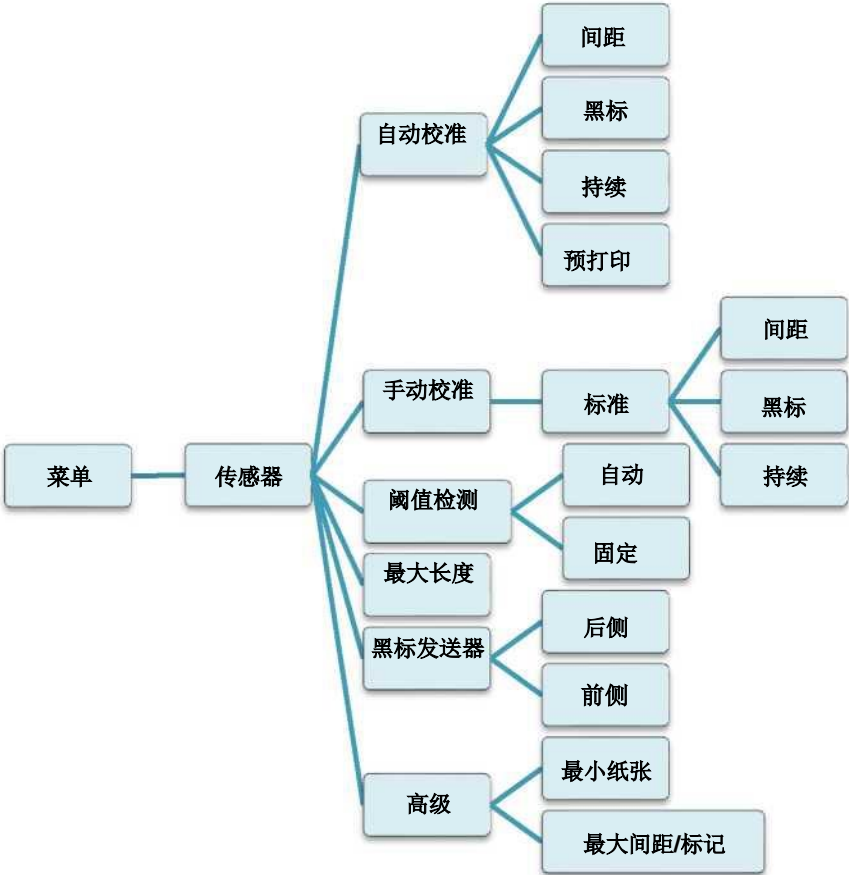 间距
黑标
自动校准
持续
预打印
间距
手动校准
标准
黑标
菜单
传感器
自动
持续
阈值检测
固定
最大长度
后侧
黑标发送器
前侧
最小纸张
高级
最大间距/标记